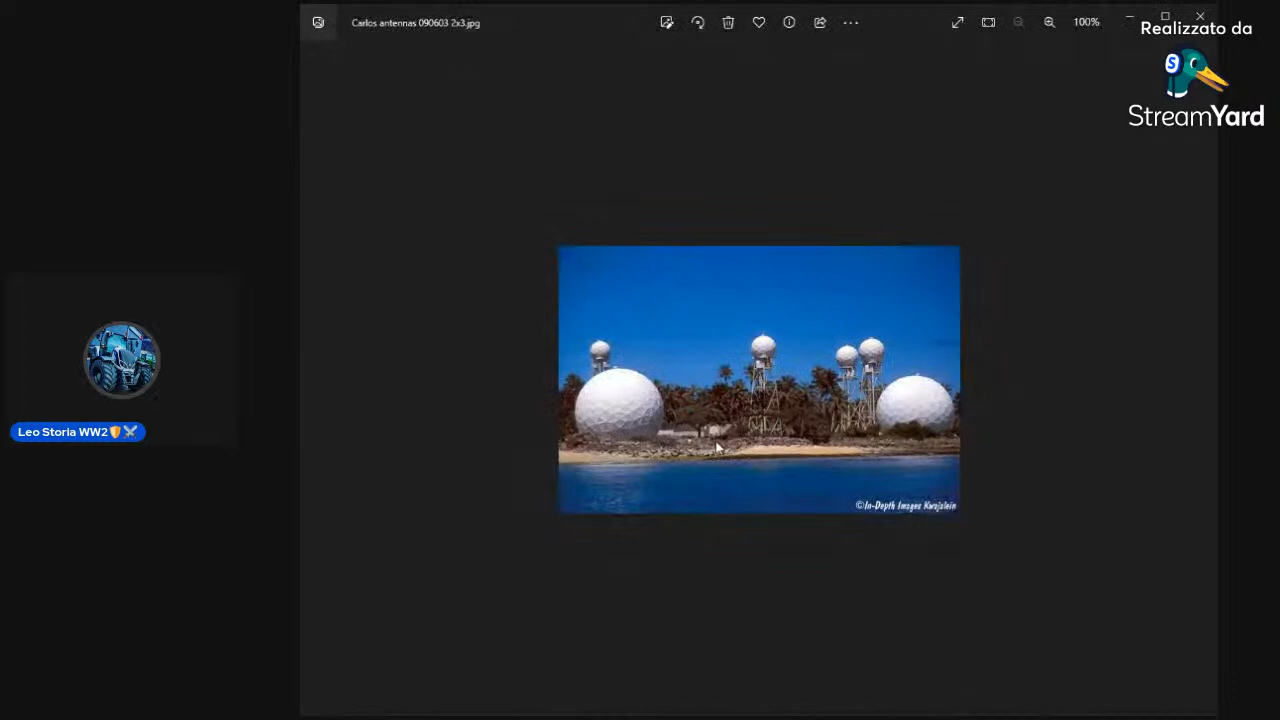 Carlos antennas 090603 2x3.jpg
100%
Realizzato da
S
StreamYard
Leo Storia WW2
©In-Depth Images Kwajalein